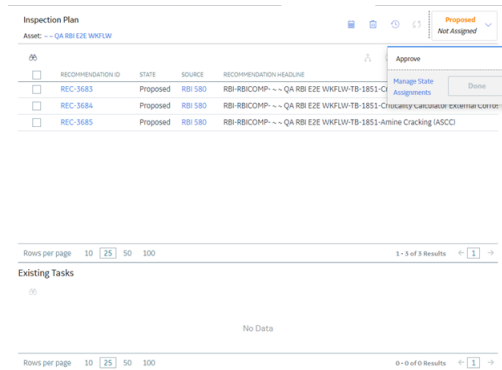 Inspection Plan
Proposed
Not Assigned
Asset: ~ ~ QA RBI E2E WKFLW
Approve
Manage State
Assignments
Done
RECOMMENDATION ID STATE SOURCE RECOMMENDATION HEADLINE
REC-3683 Proposed RBI 580 RBI-RBICOMP- ~ ~ QA RBI E2E WKFLW-TB-1851-Cr
REC-3684 Proposed RBI 580 RBI-RBICOMP- ~ ~ QA RBI E2E WKFLW-TB-1851-Criticality Calculator External Corros
REC-3685 Proposed RBI 580 RBI-RBICOMP- ~ ~ QA RBI E2E WKFLW-TB-1851-Amine Cracking (ASCC)
Rows per page 10 25 50 100 1 - 3 of 3 Results 1
Existing Tasks
No Data
Rows per page 10 25 50 100 0 - 0 of 0 Results 1